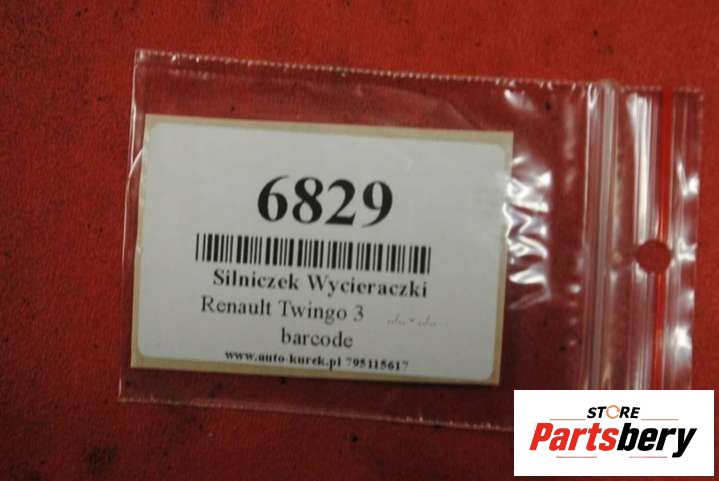 6829
Silniczek Wycieraczki
Renault Twingo 3
barcode
www.auto-kurek.pl 795115617
STORE
Partsbery